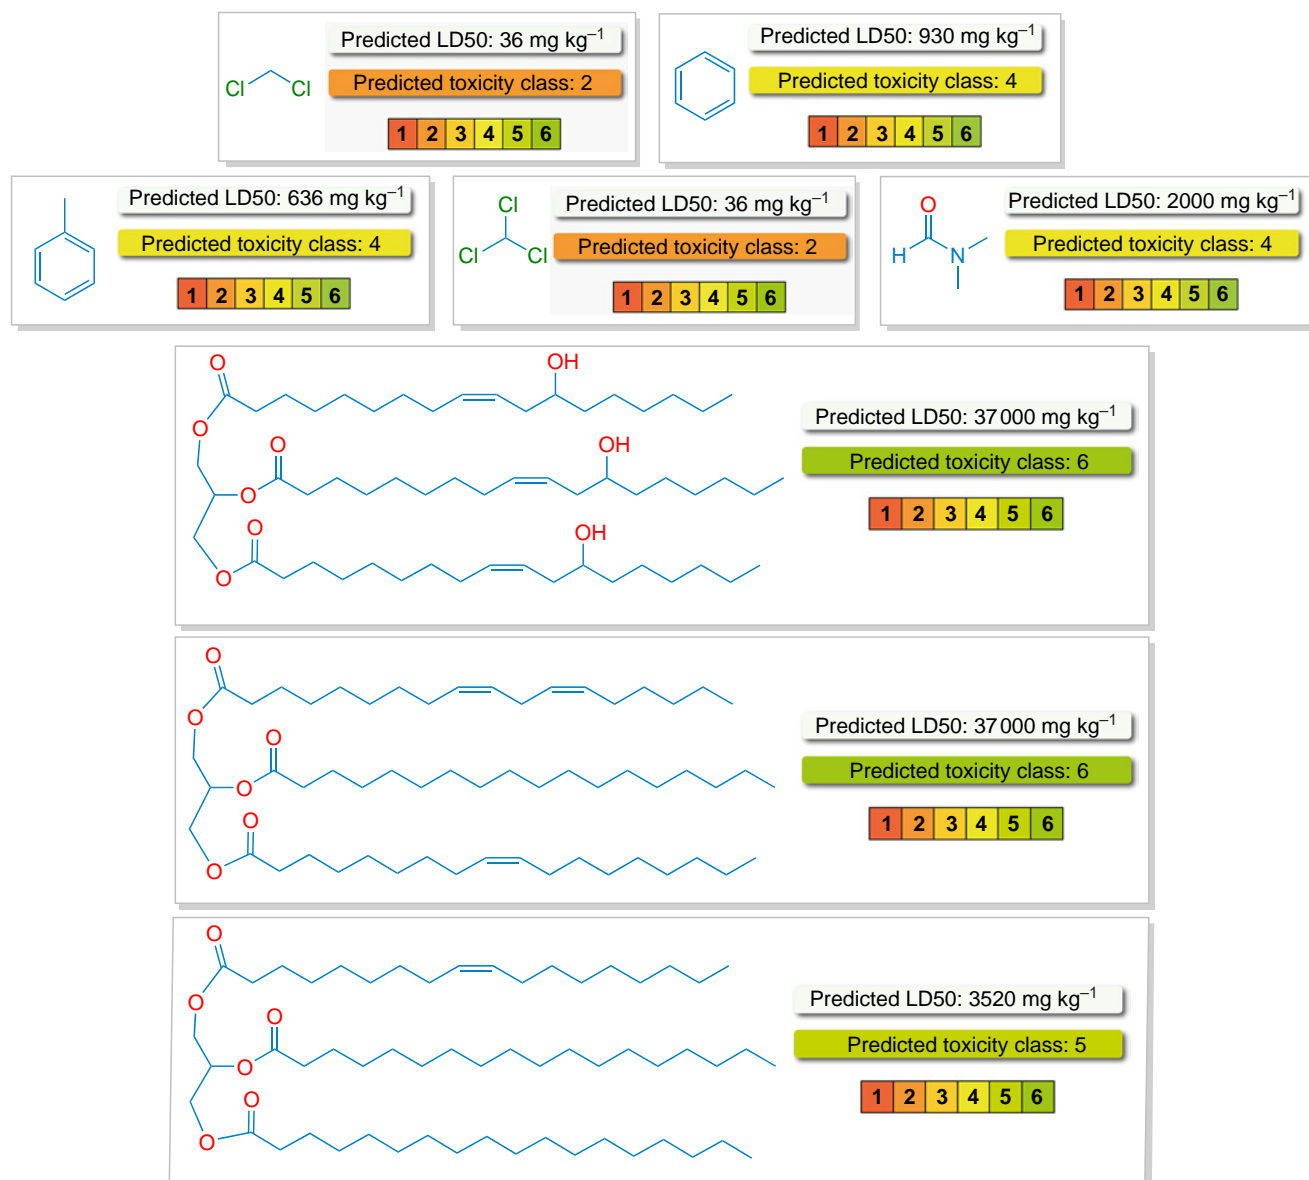 Predicted LD50: 36 mg kg⁻¹
Cl Cl
Predicted toxicity class: 2
1 2 3 4 5 6
Predicted LD50: 930 mg kg⁻¹
Predicted toxicity class: 4
1 2 3 4 5 6
Predicted LD50: 636 mg kg⁻¹
Predicted toxicity class: 4
1 2 3 4 5 6
Predicted LD50: 36 mg kg⁻¹
Cl
Cl Cl
Predicted toxicity class: 2
1 2 3 4 5 6
Predicted LD50: 2000 mg kg⁻¹
O
Predicted toxicity class: 4
H N
1 2 3 4 5 6
O OH
O
O OH
O
O OH
O
Predicted LD50: 37 000 mg kg⁻¹
Predicted toxicity class: 6
1 2 3 4 5 6
O
O
O
O
O
O
Predicted LD50: 37 000 mg kg⁻¹
Predicted toxicity class: 6
1 2 3 4 5 6
O
O
O
O
O
O
Predicted LD50: 3520 mg kg⁻¹
Predicted toxicity class: 5
1 2 3 4 5 6